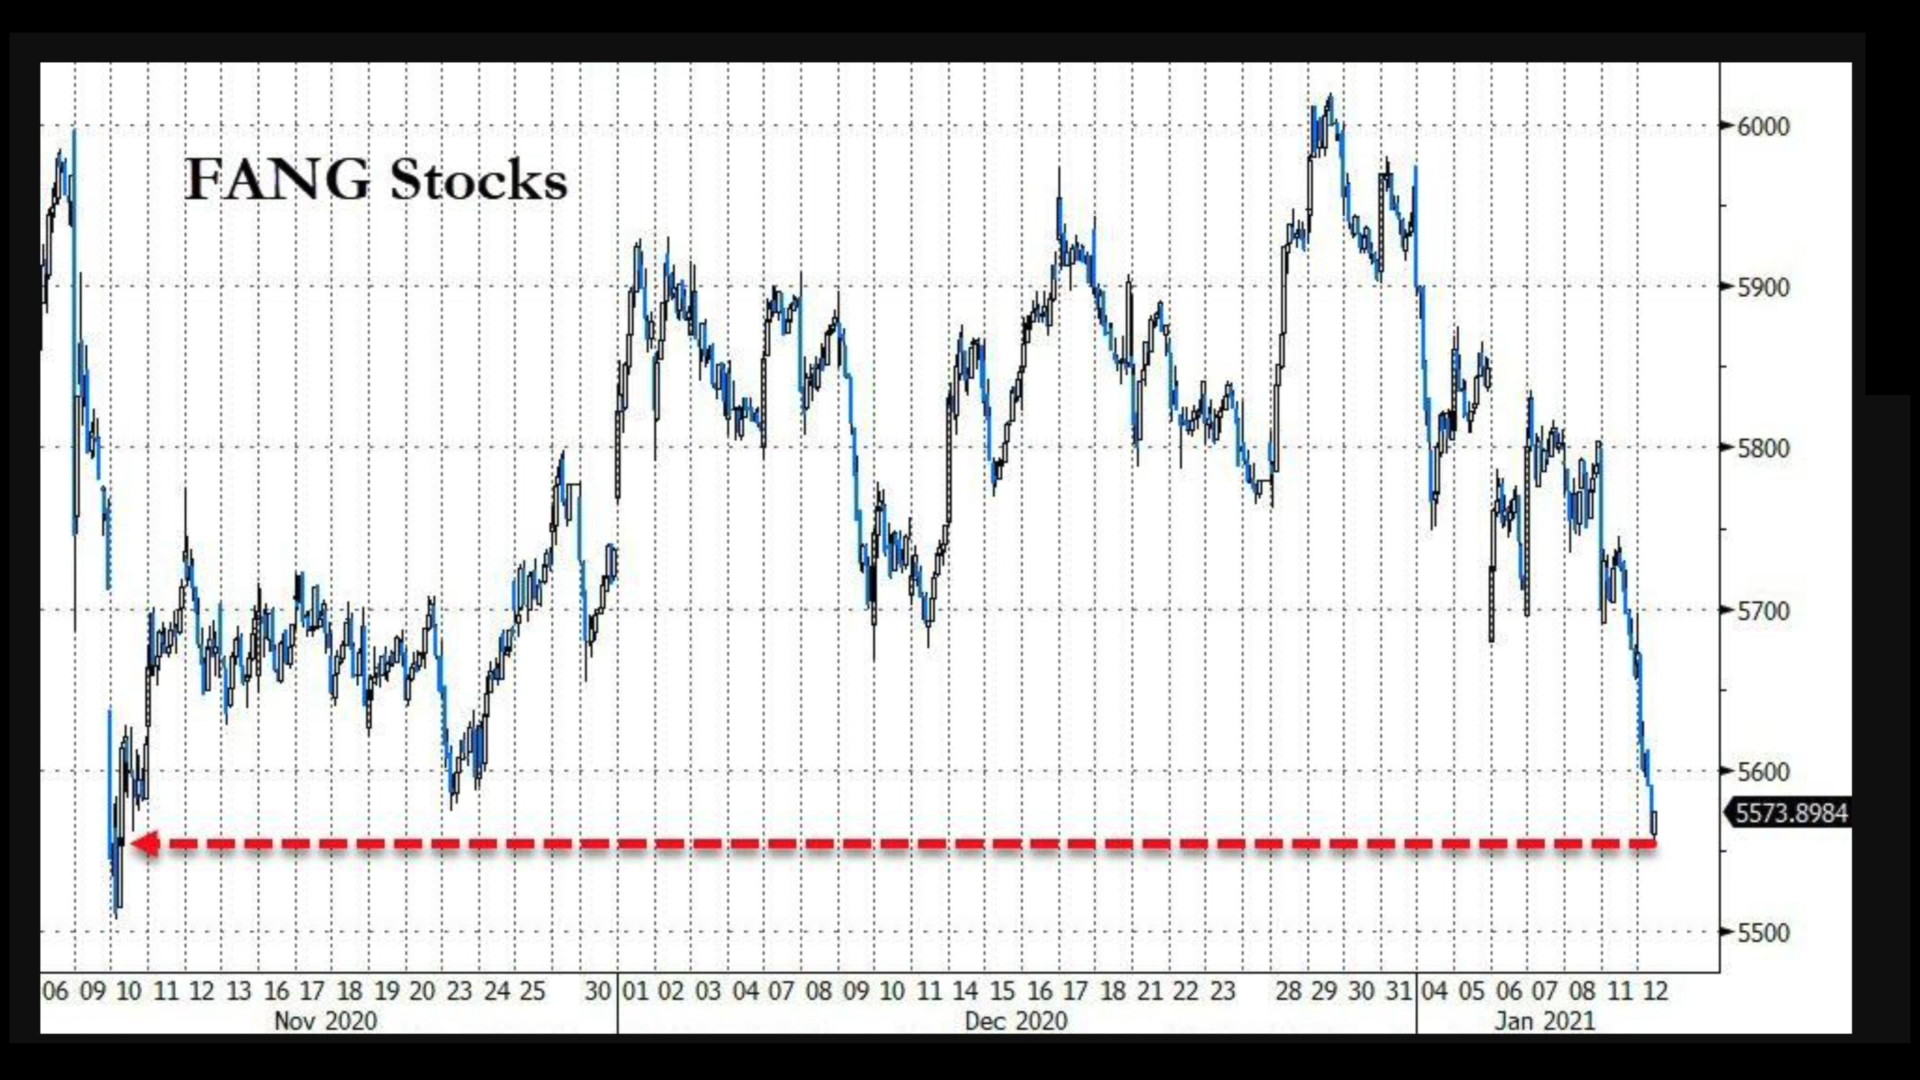 FANG Stocks
6000
5900
5800
5700
5600
5573.8984
5500
06 09 10 11 12 13 16 17 18 19 20 23 24 25 30 01 02 03 04 07 08 09 10 11 14 15 16 17 18 21 22 23 28 29 30 31 04 05 06 07 08 11 12
Nov 2020 Dec 2020 Jan 2021